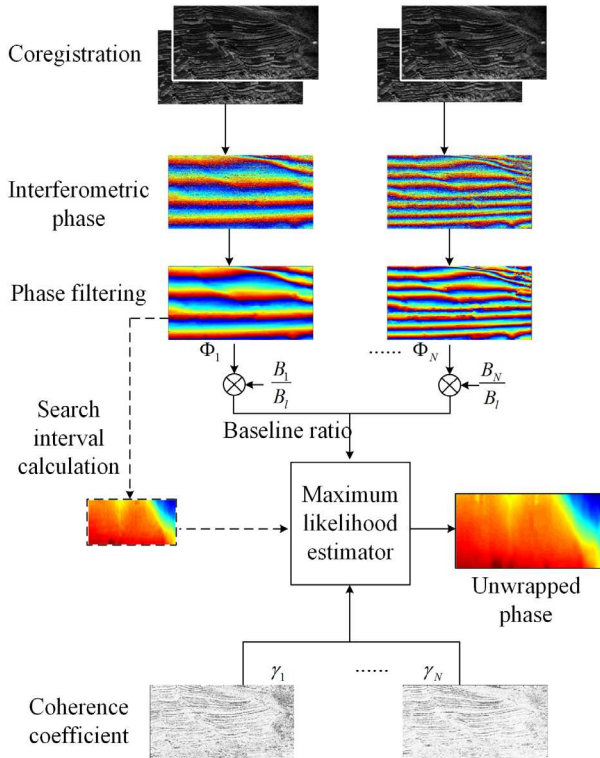 Coregistration
Interferometric
phase
Phase filtering
Φ1
......
ΦN
B1
Bl
BN
Bl
Search
interval
calculation
Baseline ratio
Maximum
likelihood
estimator
Unwrapped
phase
γ1
......
γN
Coherence
coefficient